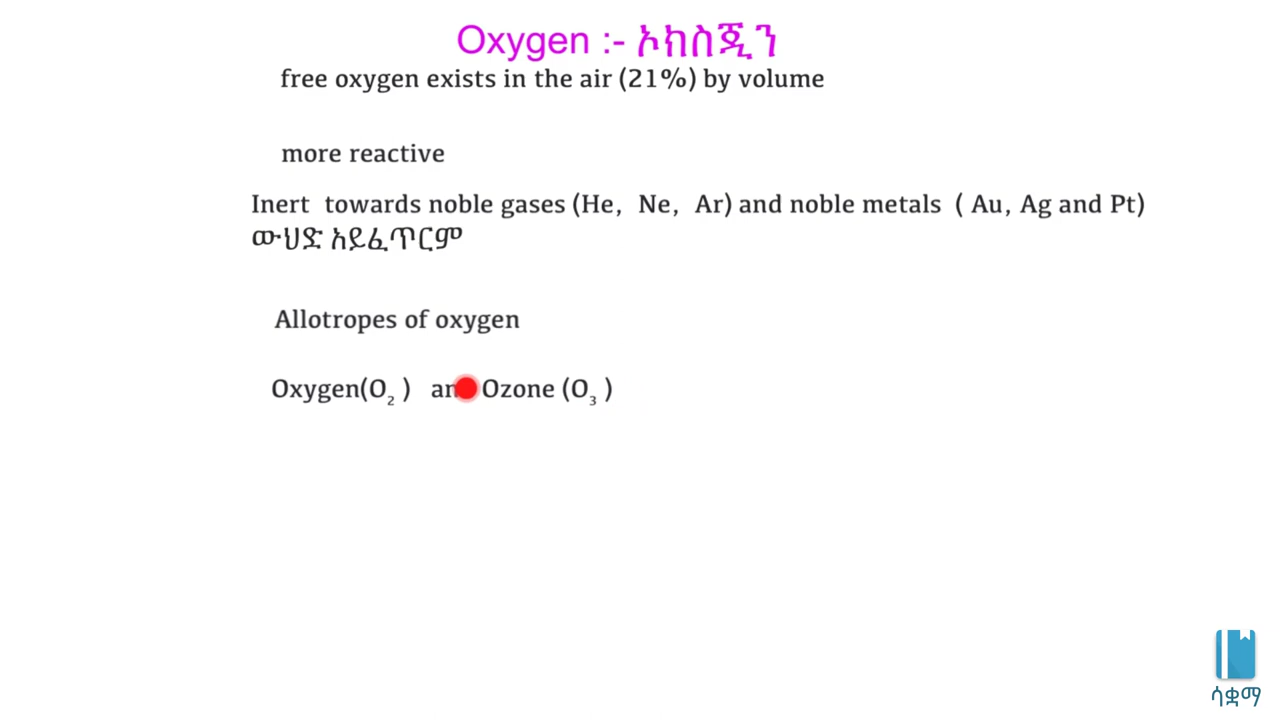 Oxygen :- ኦክስጂን
free oxygen exists in the air (21%) by volume
more reactive
Inert towards noble gases (He, Ne, Ar) and noble metals ( Au, Ag and Pt)
ውህድ አይፈጥርም
Allotropes of oxygen
Oxygen(O₂ ) and Ozone (O₃ )
ሳቋማ